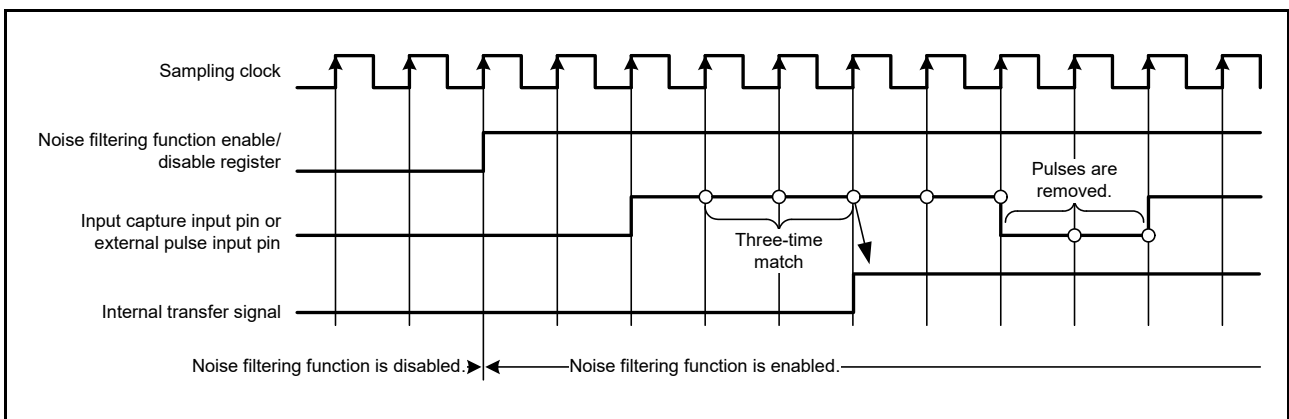 Sampling clock
Noise filtering function enable/
disable register
Pulses are
removed.
Input capture input pin or
external pulse input pin
Three-time
match
Internal transfer signal
Noise filtering function is disabled.
Noise filtering function is enabled.